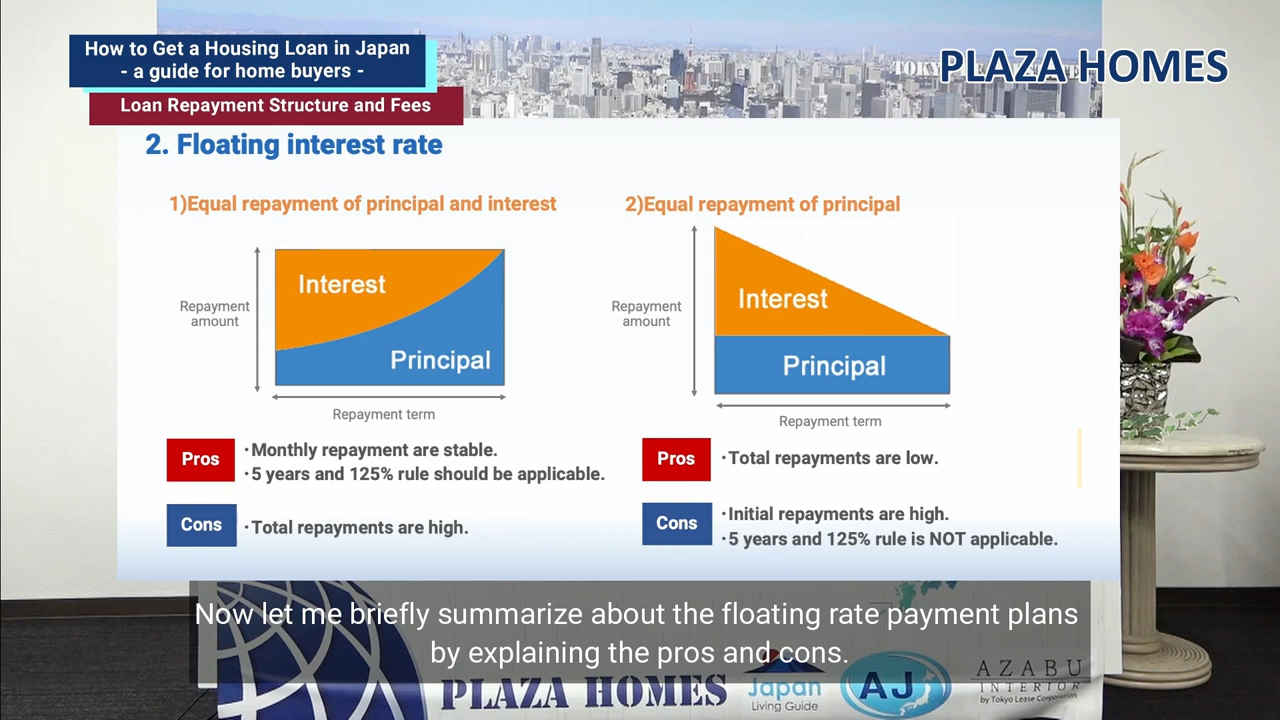 How to Get a Housing Loan in Japan
- a guide for home buyers -
Loan Repayment Structure and Fees
PLAZA HOMES
2. Floating interest rate
1)Equal repayment of principal and interest
Repayment
amount
Interest
Principal
Repayment term
Pros
・Monthly repayment are stable.
・5 years and 125% rule should be applicable.
Cons
・Total repayments are high.
2)Equal repayment of principal
Repayment
amount
Interest
Principal
Repayment term
Pros
・Total repayments are low.
Cons
・Initial repayments are high.
・5 years and 125% rule is NOT applicable.
Now let me briefly summarize about the floating rate payment plans
by explaining the pros and cons.
PLAZA HOMES
Japan
Living Guide
AJ
AZABU
INTERIOR
by Tokyo Lease Corporation